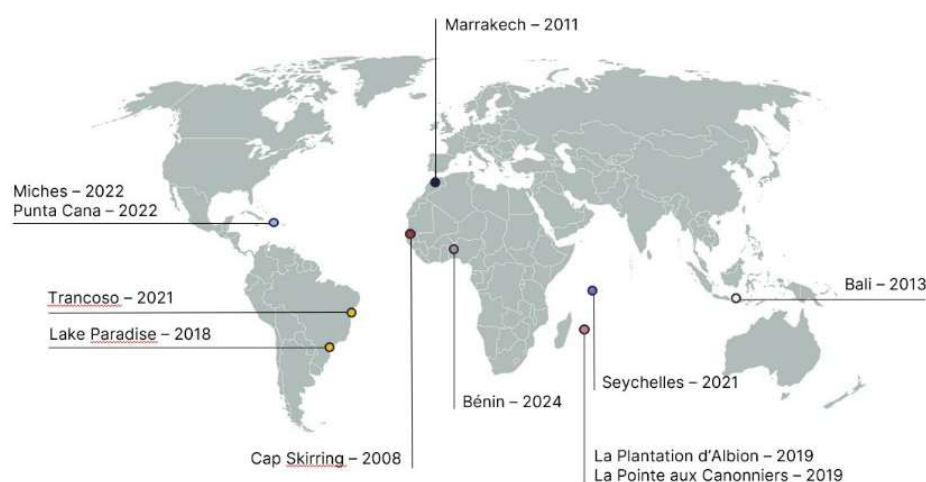 Marrakech – 2011
Miches – 2022
Punta Cana – 2022
Trancoso – 2021
Lake Paradise – 2018
Bali – 2013
Seychelles – 2021
Bénin – 2024
Cap Skirring – 2008
La Plantation d'Albion – 2019
La Pointe aux Canonniers – 2019